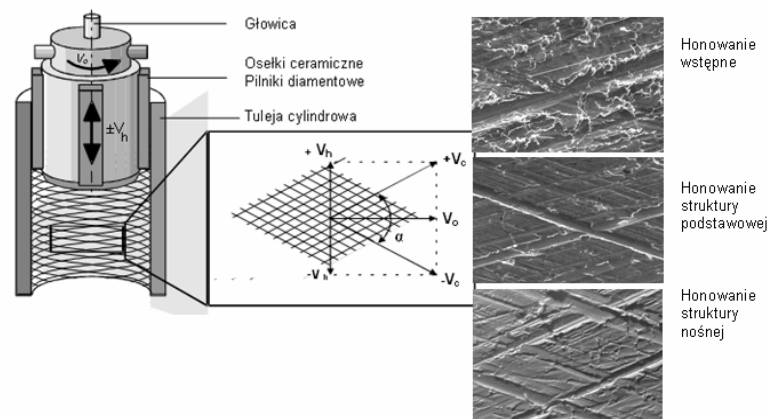 Głowica
Osełki ceramiczne
Pilniki diamentowe
Tuleja cylindrowa
Vo
±Vh
+ Vh
+Vc
Vo
α
-Vh
-Vc
Honowanie
wstępne
Honowanie
struktury
podstawowej
Honowanie
struktury
nośnej